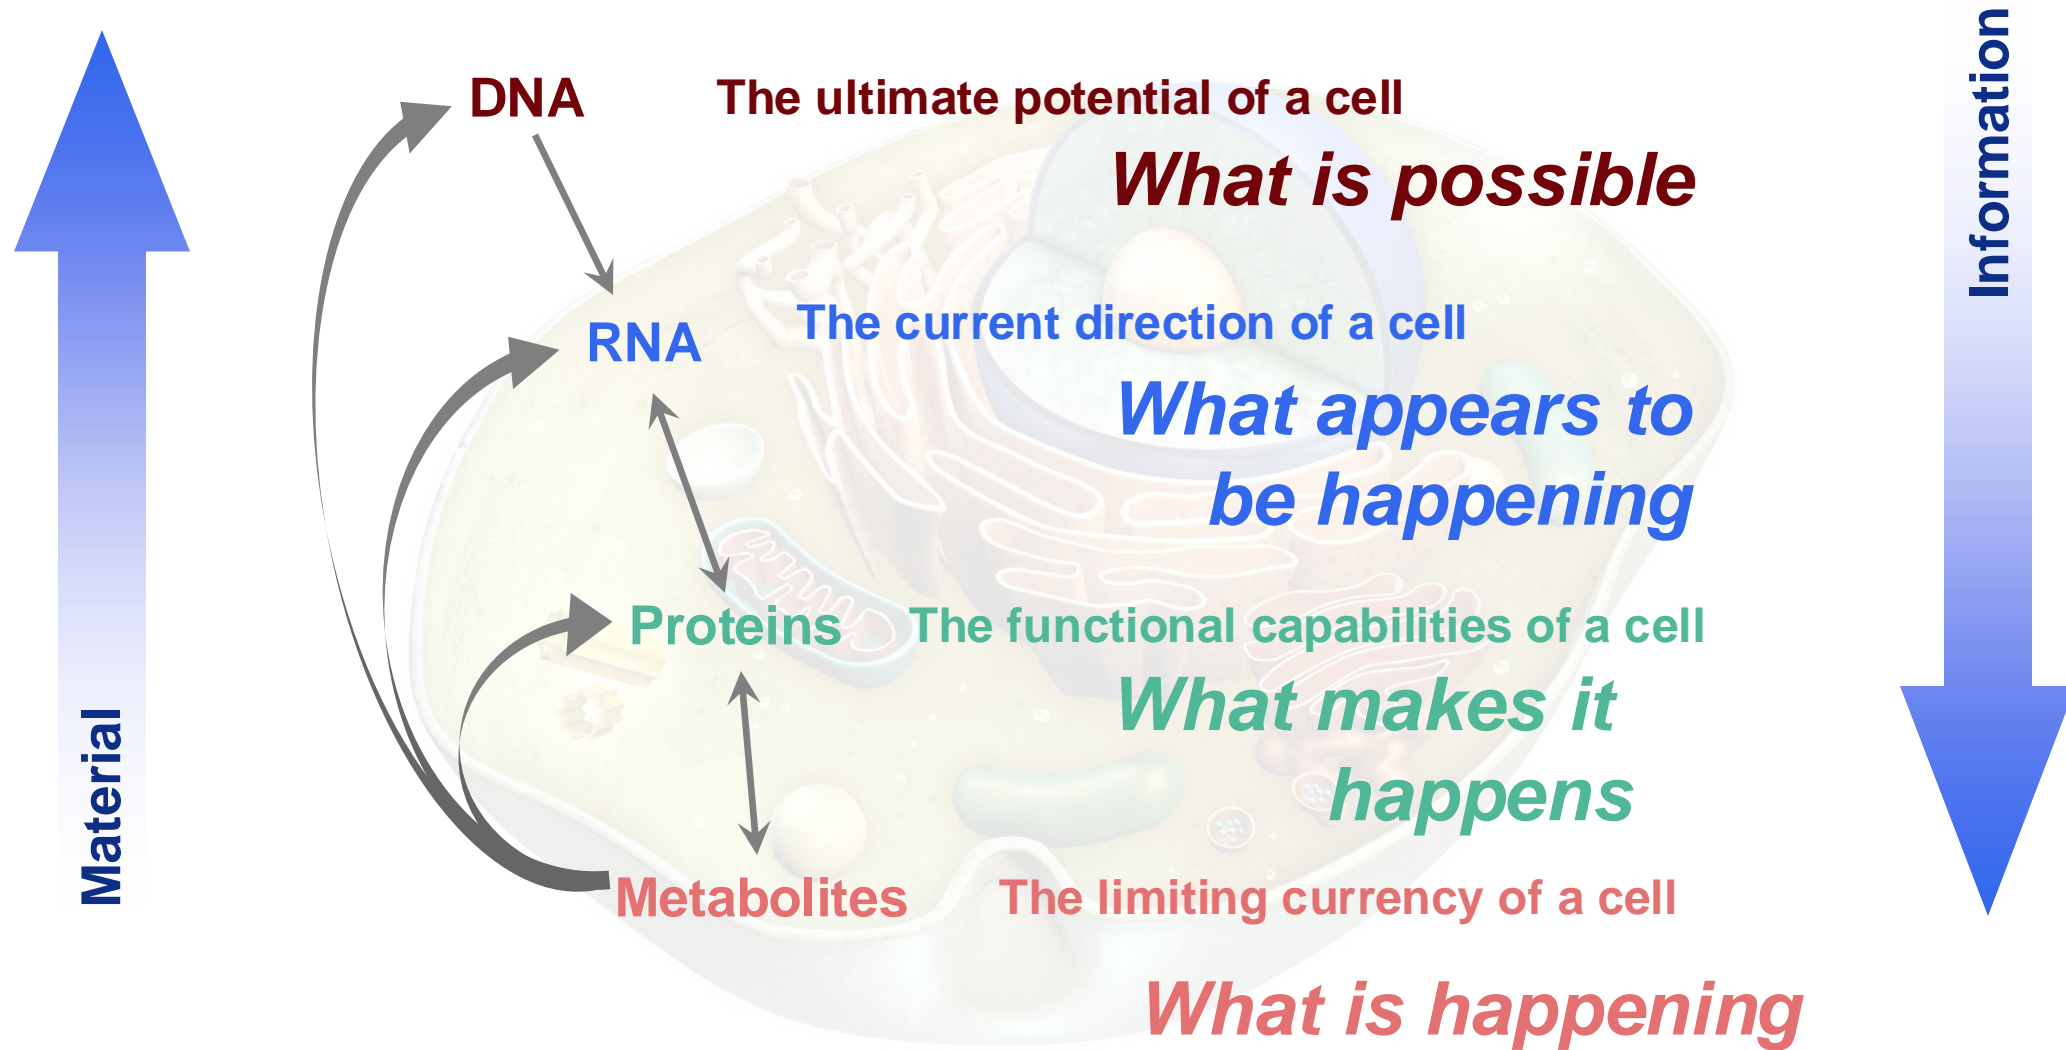 DNA
The ultimate potential of a cell
What is possible
RNA
The current direction of a cell
What appears to
be happening
Proteins
The functional capabilities of a cell
What makes it
happens
Metabolites
The limiting currency of a cell
What is happening
Material
Information